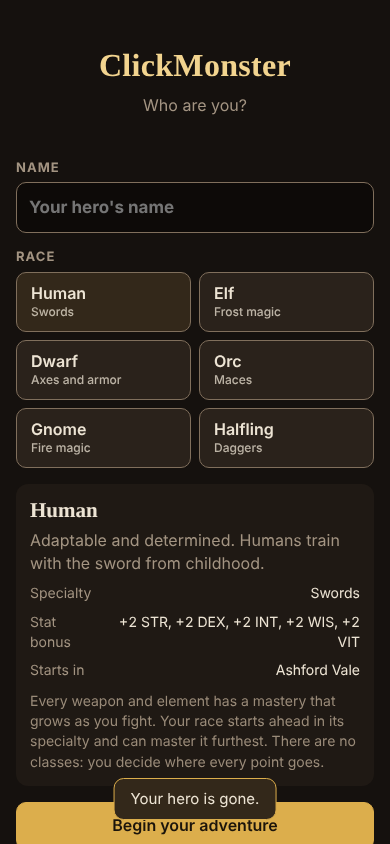 ClickMonster
Who are you?
NAME
Your hero's name
RACE
Human
Swords
Elf
Frost magic
Dwarf
Axes and armor
Orc
Maces
Gnome
Fire magic
Halfling
Daggers
Human
Adaptable and determined. Humans train
with the sword from childhood.
Specialty Swords
Stat bonus +2 STR, +2 DEX, +2 INT, +2 WIS, +2 VIT
Starts in Ashford Vale
Every weapon and element has a mastery that
grows as you fight. Your race starts ahead in its
specialty and can master it furthest. There are no
classes: you decide where every point goes.
Your hero is gone.
Begin your adventure